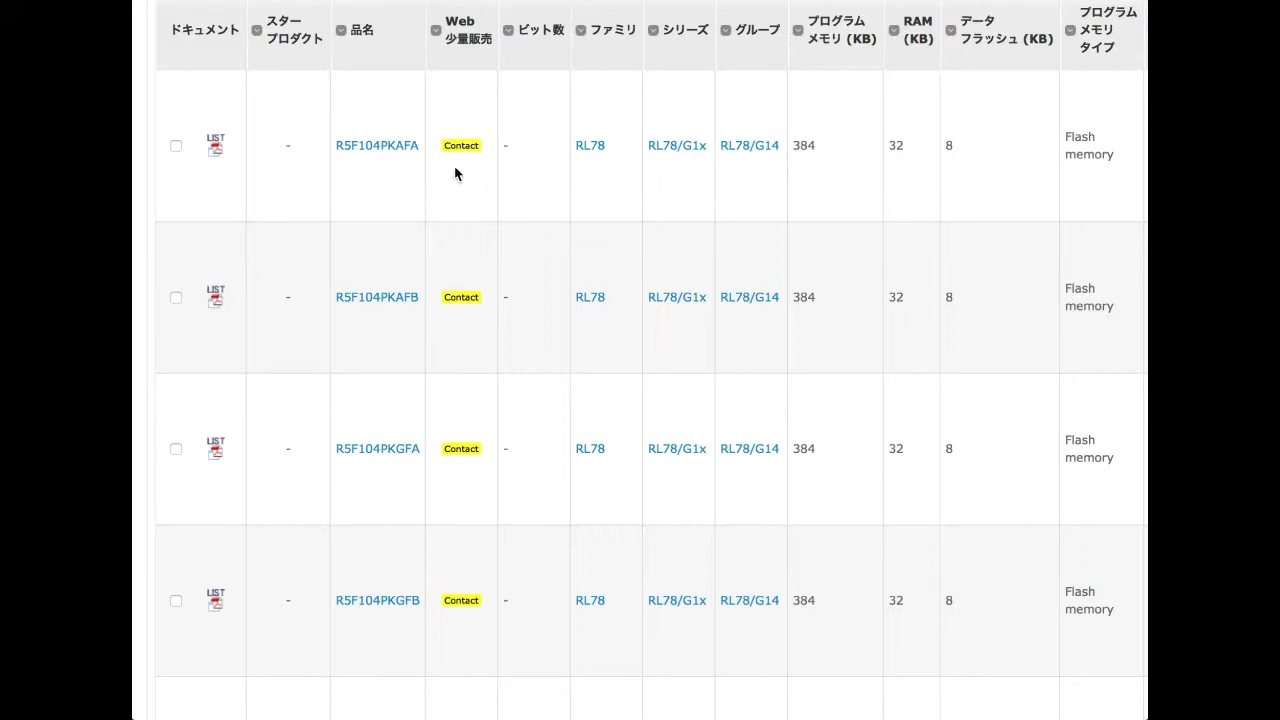 ドキュメント スター プロダクト 品名 Web 少量販売 ビット数 ファミリ シリーズ グループ プログラム メモリ (KB) RAM (KB) データ フラッシュ (KB) プログラム メモリ タイプ
LIST - R5F104PKAFA Contact - RL78 RL78/G1x RL78/G14 384 32 8 Flash memory
LIST - R5F104PKAFB Contact - RL78 RL78/G1x RL78/G14 384 32 8 Flash memory
LIST - R5F104PKGFA Contact - RL78 RL78/G1x RL78/G14 384 32 8 Flash memory
LIST - R5F104PKGFB Contact - RL78 RL78/G1x RL78/G14 384 32 8 Flash memory